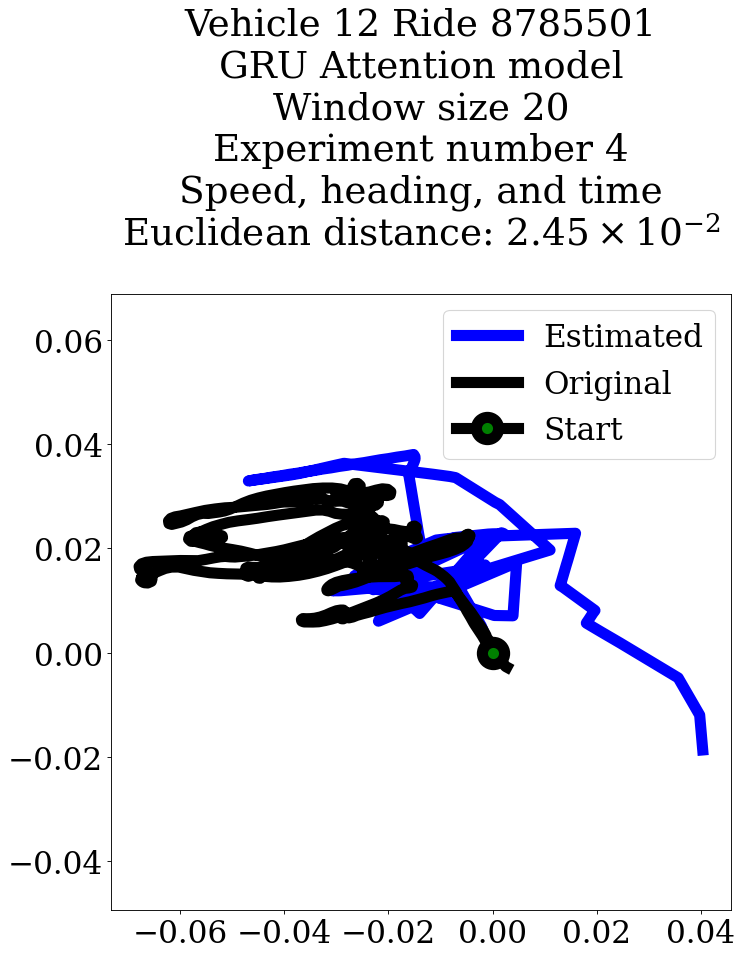 Vehicle 12 Ride 8785501
GRU Attention model
Window size 20
Experiment number 4
Speed, heading, and time
Euclidean distance: 2.45 × 10⁻²
Estimated
Original
Start
0.06
0.04
0.02
0.00
−0.02
−0.04
−0.06 −0.04 −0.02 0.00 0.02 0.04